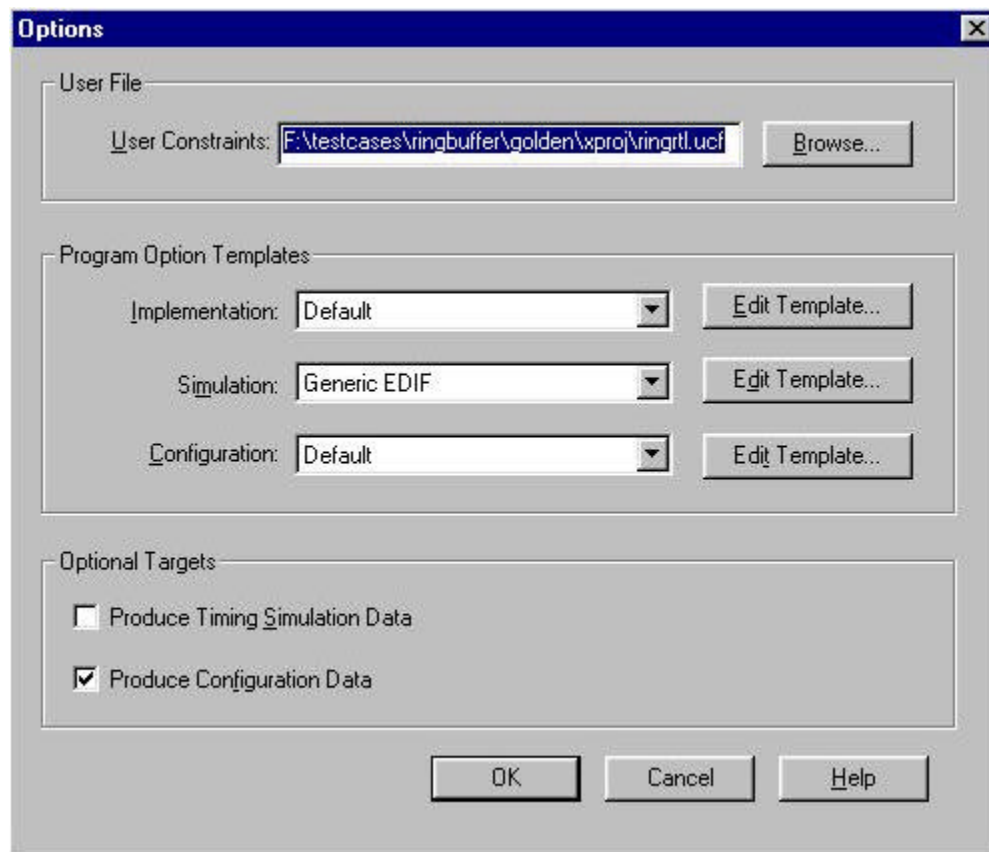 Options
User File
User Constraints: F:\testcases\ringbuffer\golden\xproj\ringrtl.ucf Browse...
Program Option Templates
Implementation: Default Edit Template...
Simulation: Generic EDIF Edit Template...
Configuration: Default Edit Template...
Optional Targets
Produce Timing Simulation Data
Produce Configuration Data
OK Cancel Help